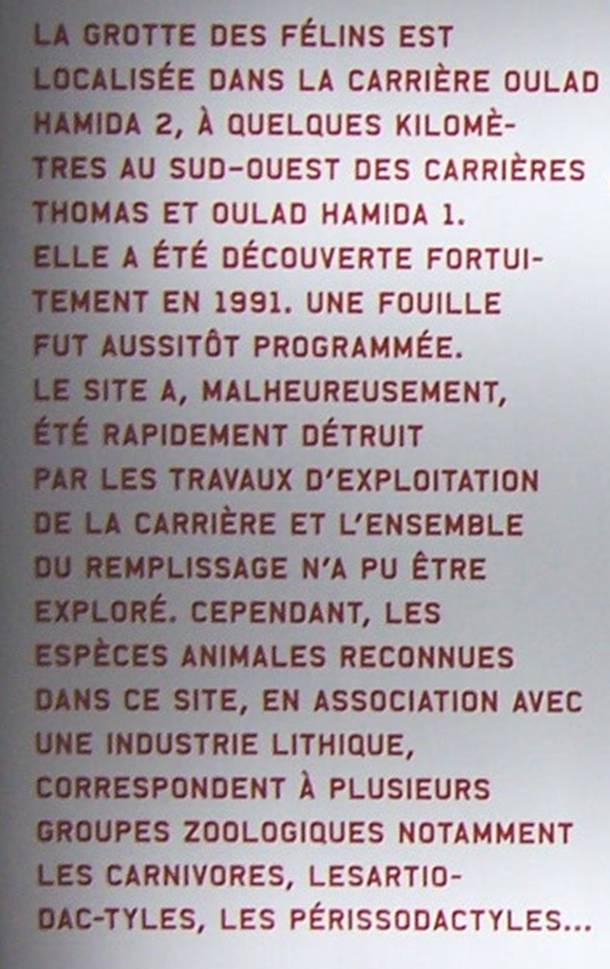 LA GROTTE DES FÉLINS EST
LOCALISÉE DANS LA CARRIÈRE OULAD
HAMIDA 2, À QUELQUES KILOMÈ-
TRES AU SUD-OUEST DES CARRIÈRES
THOMAS ET OULAD HAMIDA 1.
ELLE A ÉTÉ DÉCOUVERTE FORTUI-
TEMENT EN 1991. UNE FOUILLE
FUT AUSSITÔT PROGRAMMÉE.
LE SITE A, MALHEUREUSEMENT,
ÉTÉ RAPIDEMENT DÉTRUIT
PAR LES TRAVAUX D'EXPLOITATION
DE LA CARRIÈRE ET L'ENSEMBLE
DU REMPLISSAGE N'A PU ÊTRE
EXPLORÉ. CEPENDANT, LES
ESPÈCES ANIMALES RECONNUES
DANS CE SITE, EN ASSOCIATION AVEC
UNE INDUSTRIE LITHIQUE,
CORRESPONDENT À PLUSIEURS
GROUPES ZOOLOGIQUES NOTAMMENT
LES CARNIVORES, LESARTIO-
DAC-TYLES, LES PÉRISSODACTYLES...